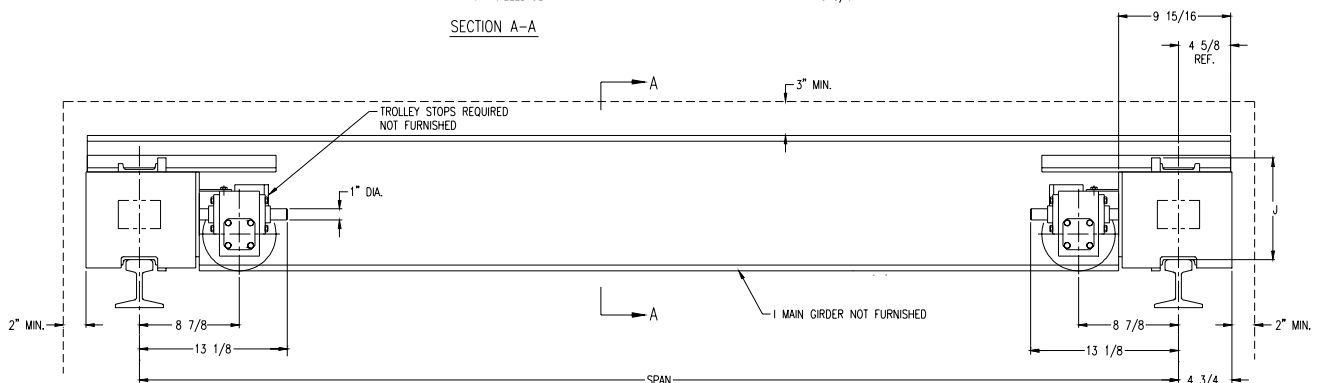 SECTION A-A
9 15/16
4 5/8
REF.
A
3" MIN.
TROLLEY STOPS REQUIRED
NOT FURNISHED
1" DIA.
J
2" MIN.
8 7/8
A
I MAIN GIRDER NOT FURNISHED
8 7/8
2" MIN.
13 1/8
13 1/8
SPAN
4 3/4